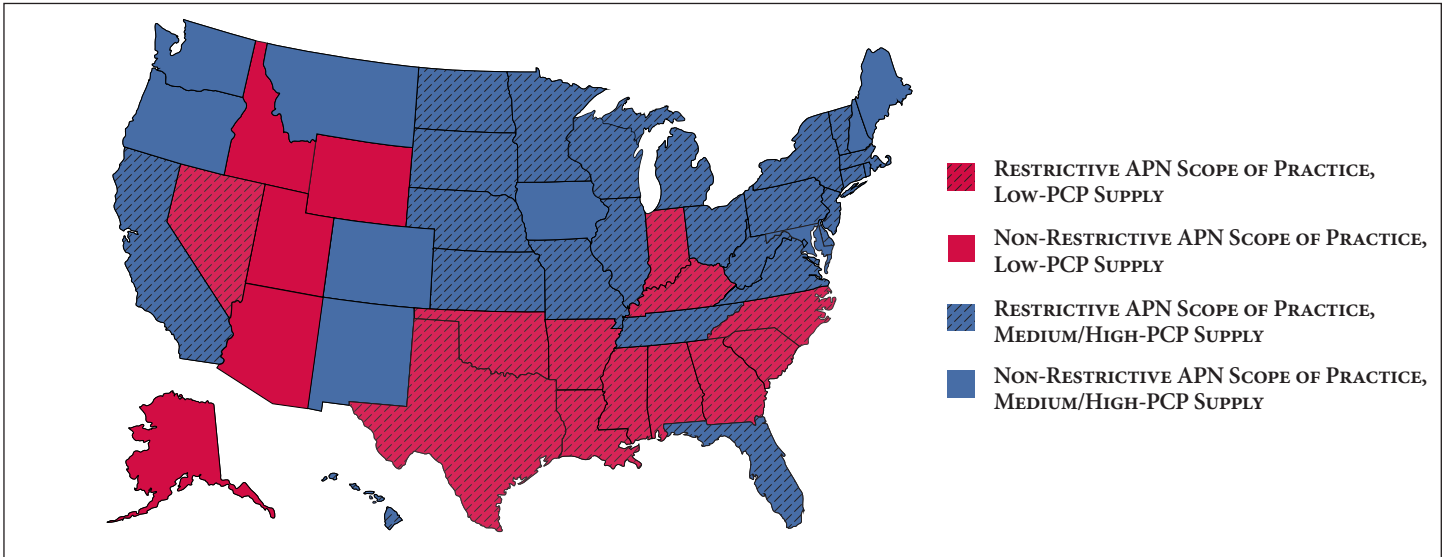 Restrictive APN Scope of Practice,
Low-PCP Supply
Non-Restrictive APN Scope of Practice,
Low-PCP Supply
Restrictive APN Scope of Practice,
Medium/High-PCP Supply
Non-Restrictive APN Scope of Practice,
Medium/High-PCP Supply